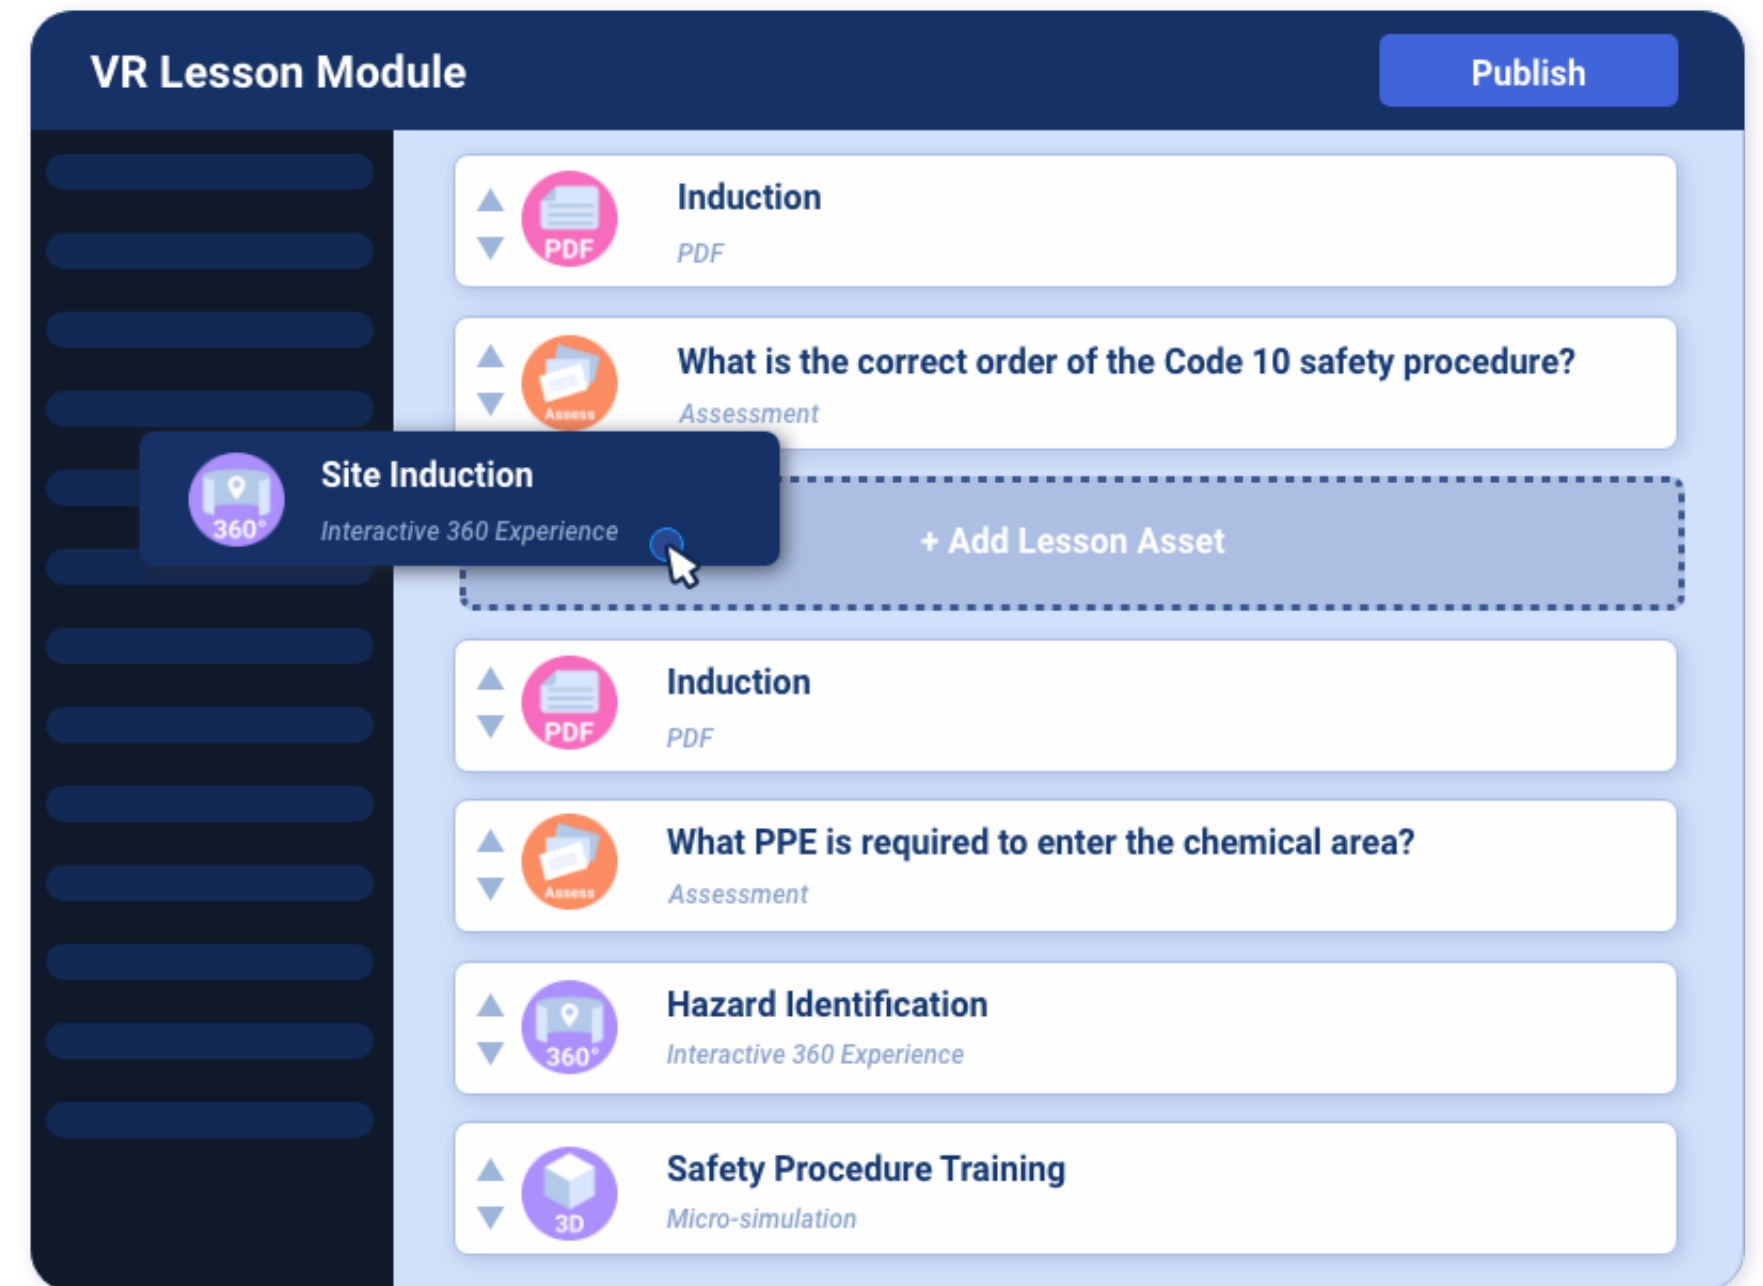 VR Lesson Module
Publish
Induction
PDF
PDF
What is the correct order of the Code 10 safety procedure?
Assess
Assessment
Site Induction
360°
Interactive 360 Experience
+ Add Lesson Asset
Induction
PDF
PDF
What PPE is required to enter the chemical area?
Assess
Assessment
Hazard Identification
360°
Interactive 360 Experience
Safety Procedure Training
3D
Micro-simulation